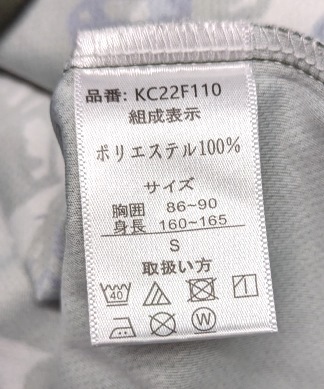 品番: KC22F110
組成表示
ポリエステル100%
サイズ
胸囲 86~90
身長 160~165
S
取扱い方
40
W